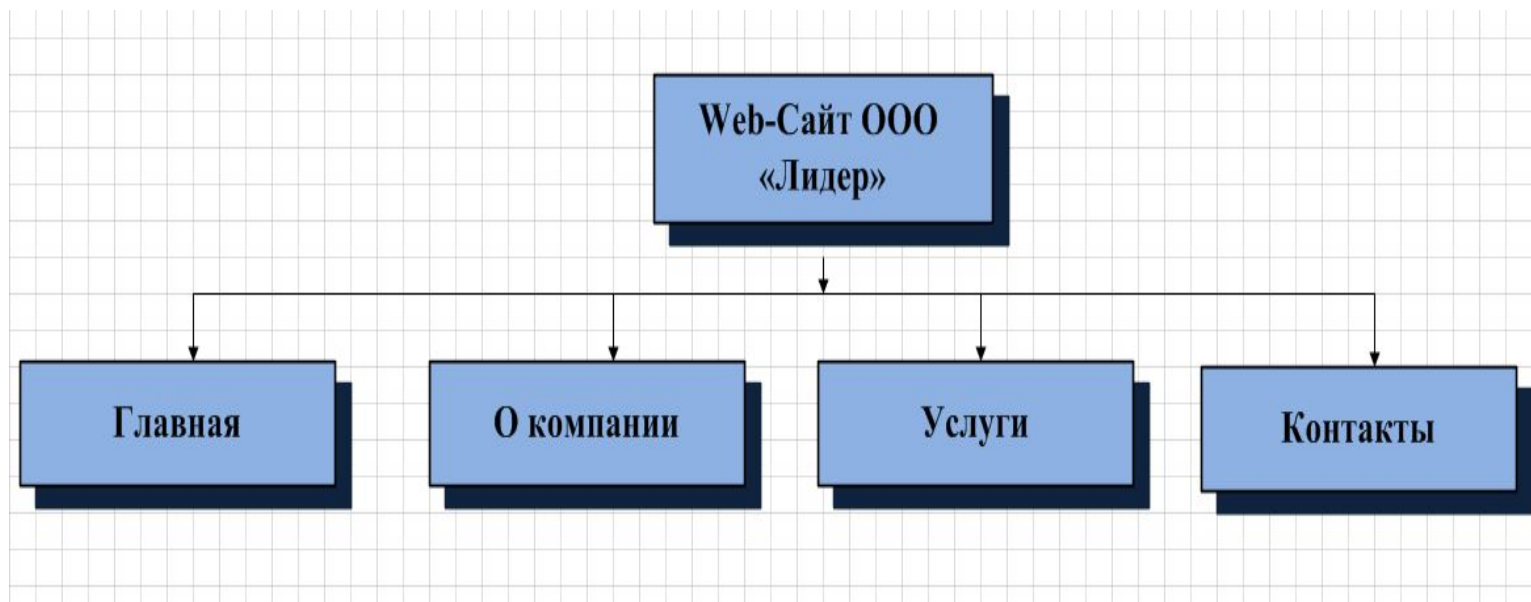 Web-Сайт ООО
«Лидер»
Главная
О компании
Услуги
Контакты